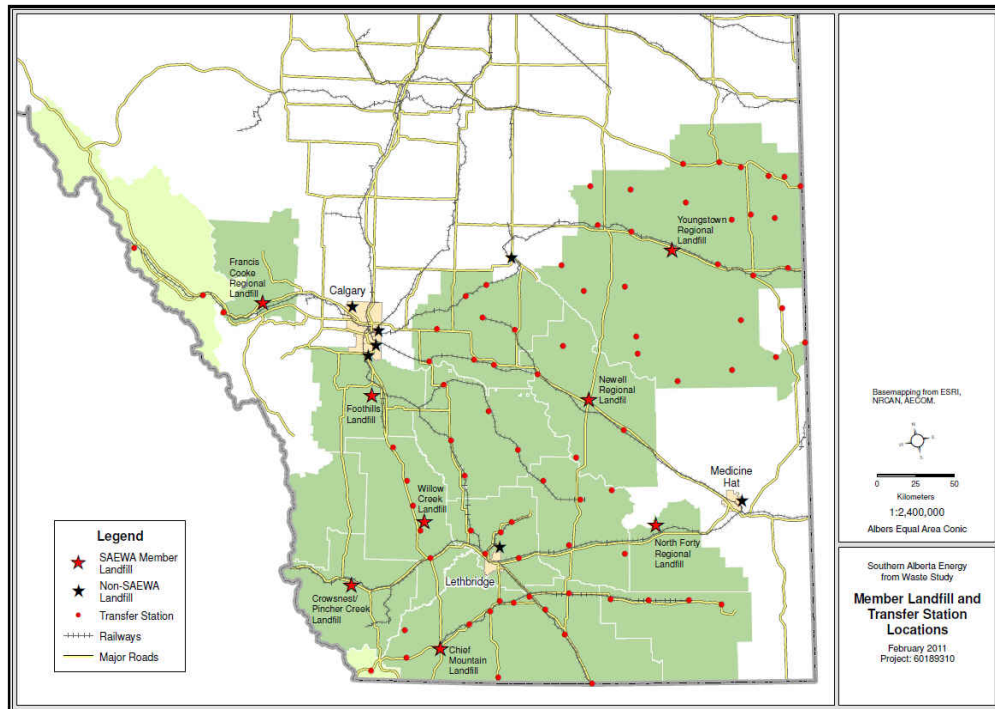 Youngstown
Regional
Landfill
Francis
Cooke
Regional
Landfill
Calgary
Foothills
Landfill
Newell
Regional
Landfill
Medicine
Hat
Willow
Creek
Landfill
North Forty
Regional
Landfill
Lethbridge
Crowsnest/
Pincher Creek
Landfill
Chief
Mountain
Landfill
Legend
SAEWA Member
Landfill
Non-SAEWA
Landfill
Transfer Station
Railways
Major Roads
Basemapping from ESRI,
NRCAN, AECOM.
0 25 50
Kilometers
1:2,400,000
Albers Equal Area Conic
Southern Alberta Energy
from Waste Study
Member Landfill and
Transfer Station
Locations
February 2011
Project: 60189310